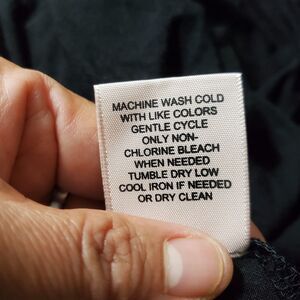 MACHINE WASH COLD
WITH LIKE COLORS
GENTLE CYCLE
ONLY NON-
CHLORINE BLEACH
WHEN NEEDED
TUMBLE DRY LOW
COOL IRON IF NEEDED
OR DRY CLEAN